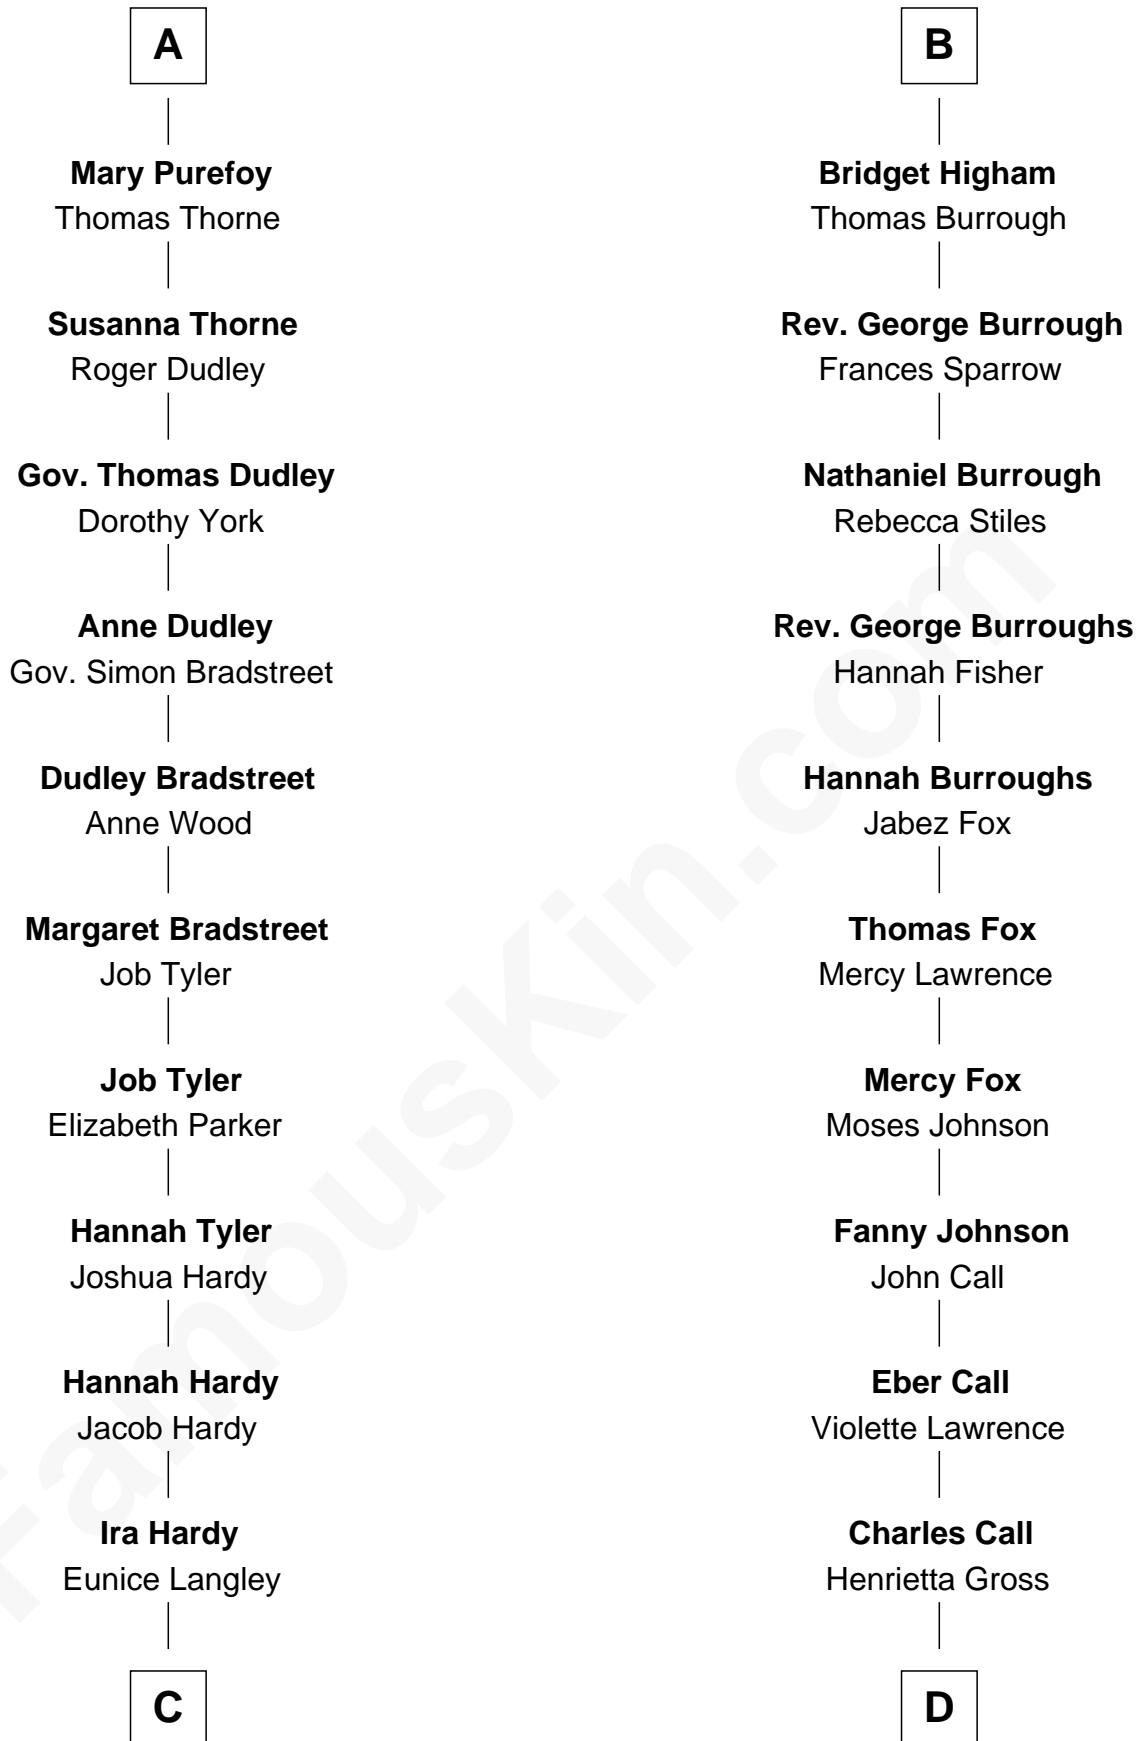 A
Mary Purefoy
Thomas Thorne
Susanna Thorne
Roger Dudley
Gov. Thomas Dudley
Dorothy York
Anne Dudley
Gov. Simon Bradstreet
Dudley Bradstreet
Anne Wood
Margaret Bradstreet
Job Tyler
Job Tyler
Elizabeth Parker
Hannah Tyler
Joshua Hardy
Hannah Hardy
Jacob Hardy
Ira Hardy
Eunice Langley
C
B
Bridget Higham
Thomas Burrough
Rev. George Burrough
Frances Sparrow
Nathaniel Burrough
Rebecca Stiles
Rev. George Burroughs
Hannah Fisher
Hannah Burroughs
Jabez Fox
Thomas Fox
Mercy Lawrence
Mercy Fox
Moses Johnson
Fanny Johnson
John Call
Eber Call
Violette Lawrence
Charles Call
Henrietta Gross
D
FamousKin.com